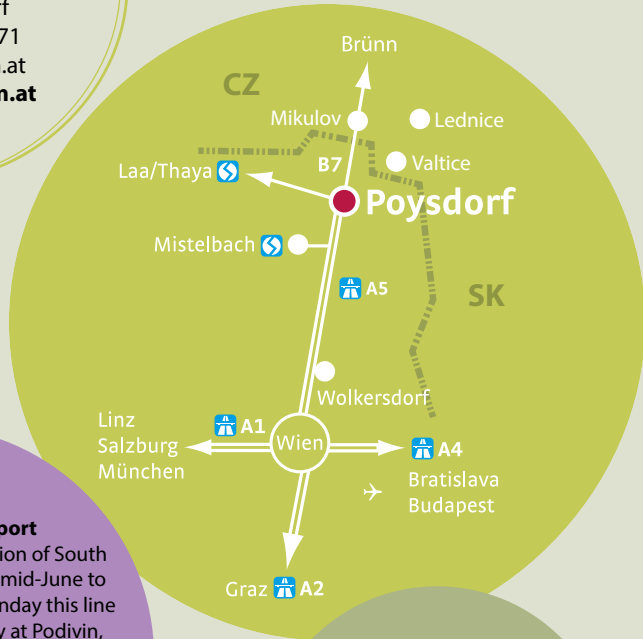 71
.at
n.at
Brünn
CZ
Mikulov
Lednice
B7
Valtice
Laa/Thaya
Poysdorf
Mistelbach
A5
SK
Wolkersdorf
Linz
Salzburg
München
A1
Wien
A4
Bratislava
Budapest
Graz
A2
port
ion of South
mid-June to
nday this line
y at Podivin,